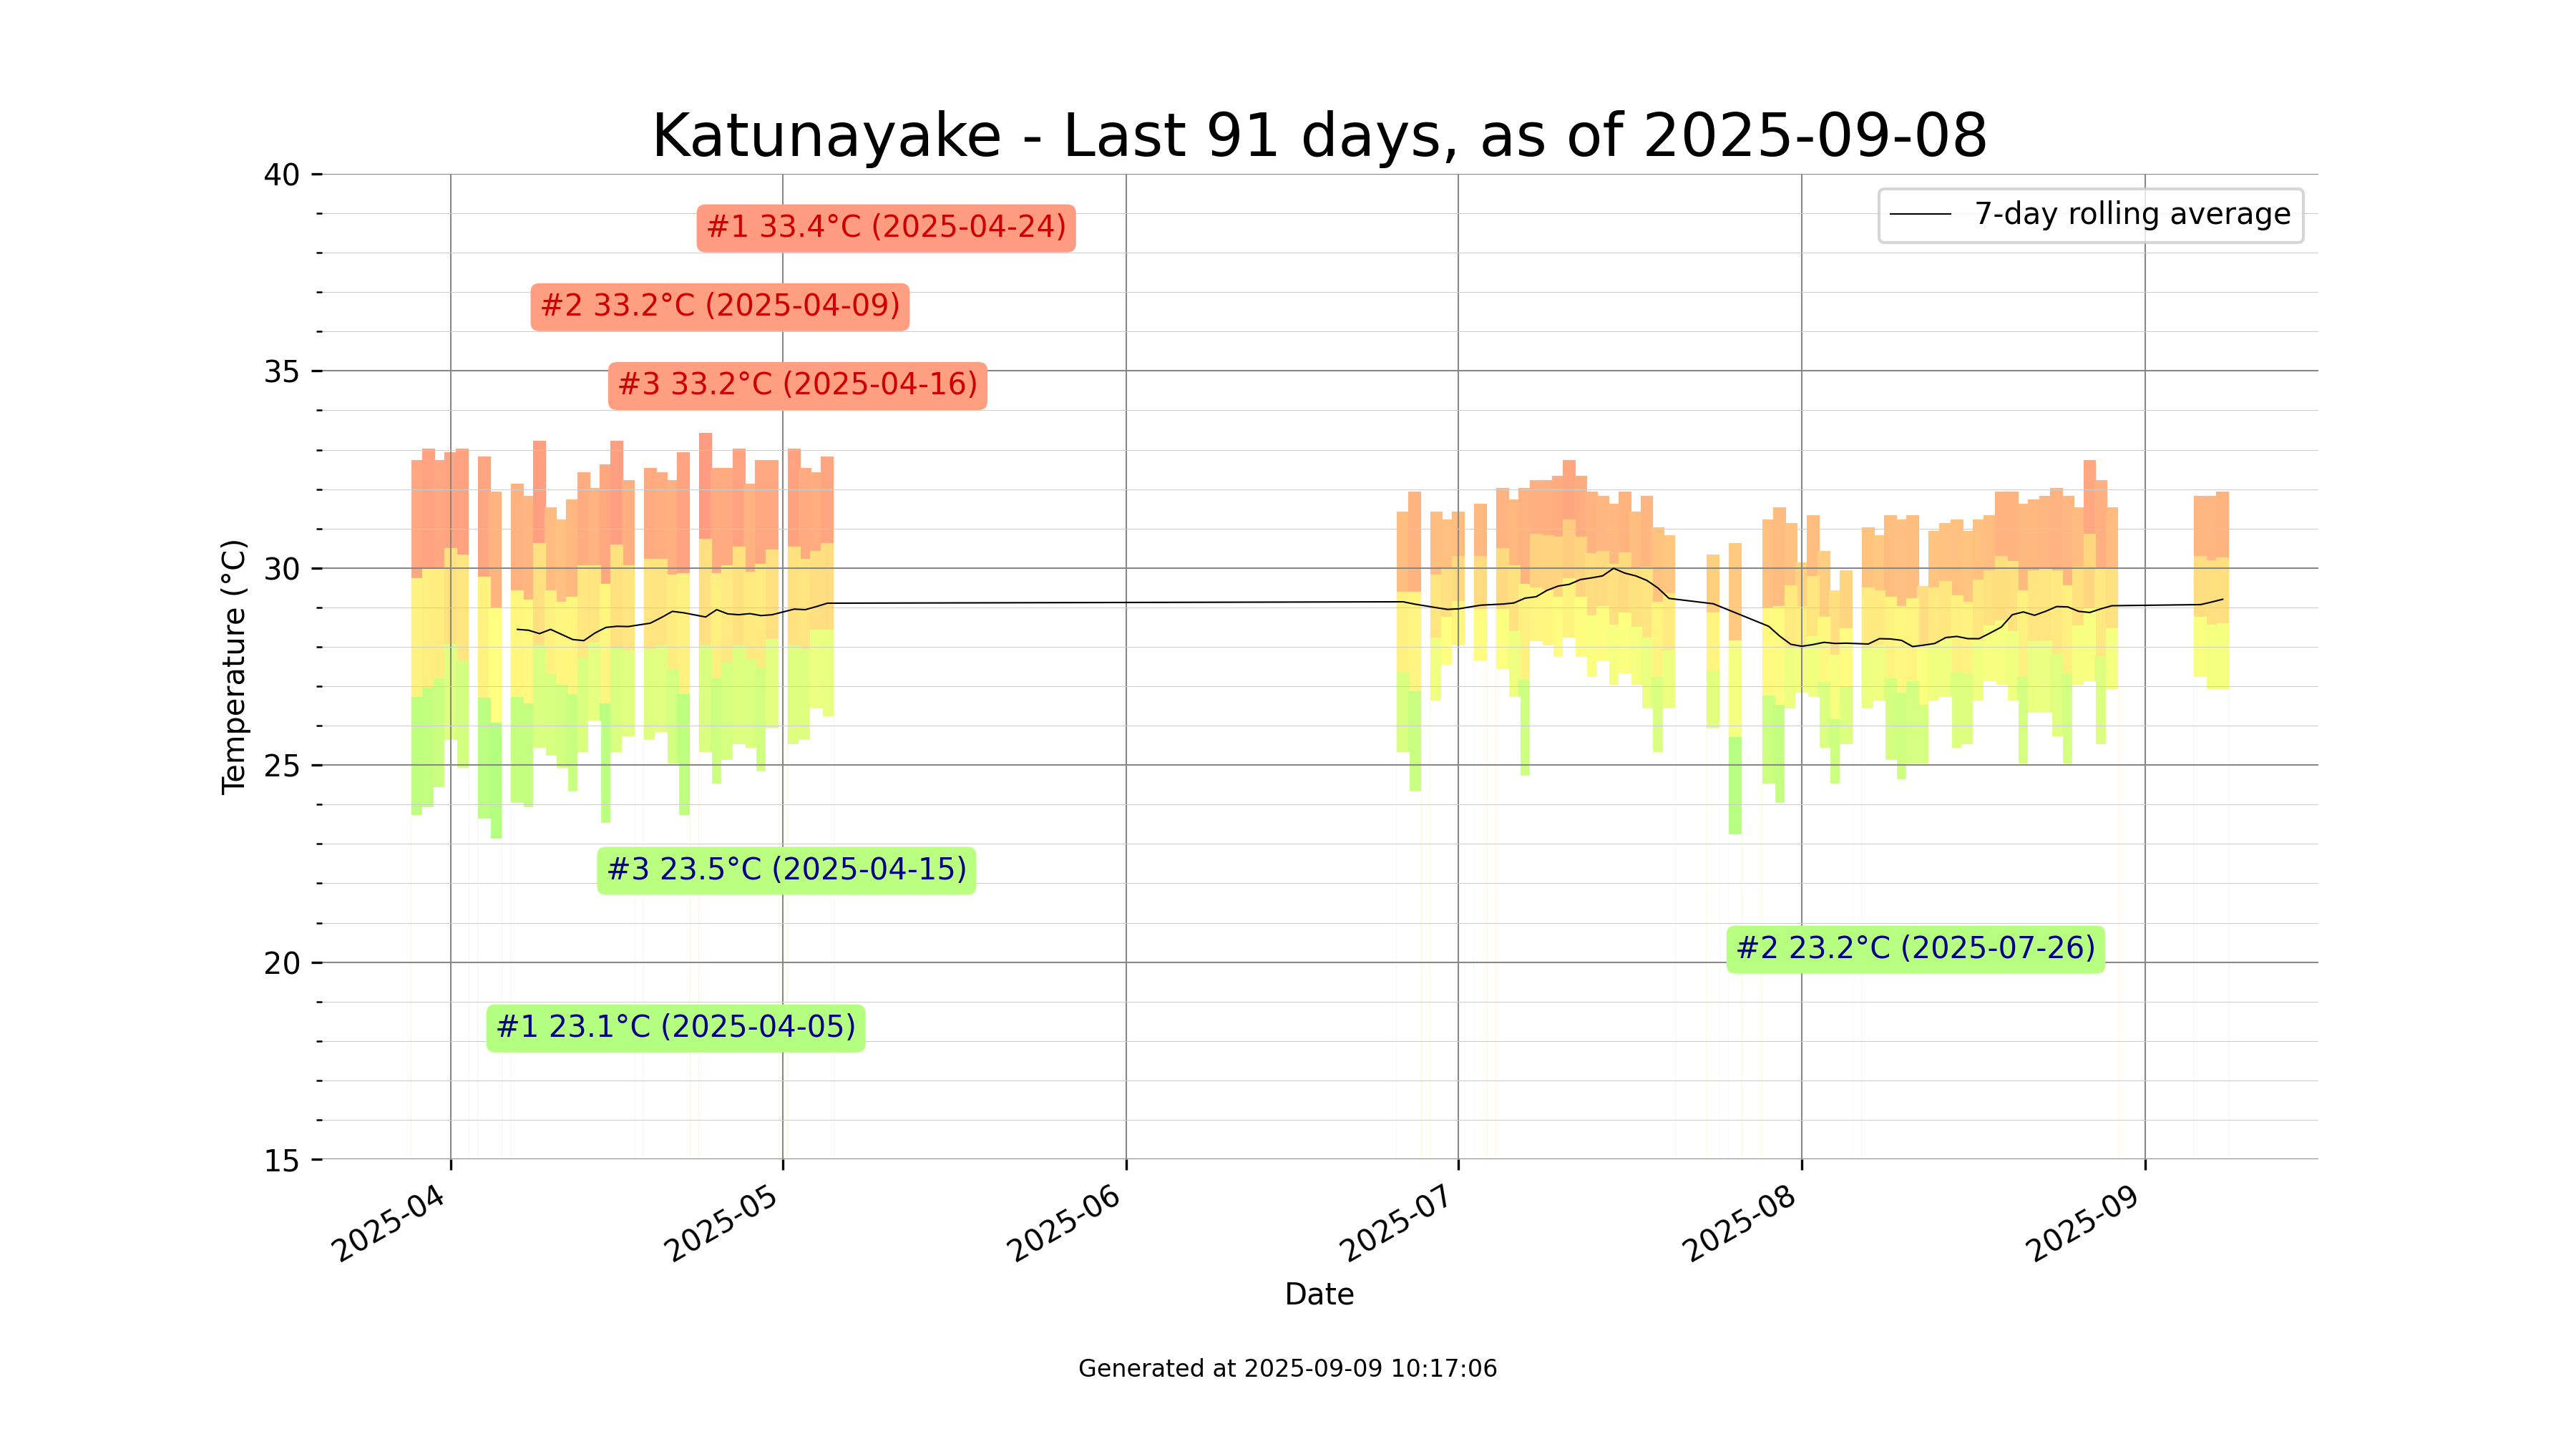 Katunayake - Last 91 days, as of 2025-09-08
40
35
30
25
20
15
Temperature (°C)
7-day rolling average
#1 33.4°C (2025-04-24)
#2 33.2°C (2025-04-09)
#3 33.2°C (2025-04-16)
#3 23.5°C (2025-04-15)
#2 23.2°C (2025-07-26)
#1 23.1°C (2025-04-05)
2025-04
2025-05
2025-06
2025-07
2025-08
2025-09
Date
Generated at 2025-09-09 10:17:06